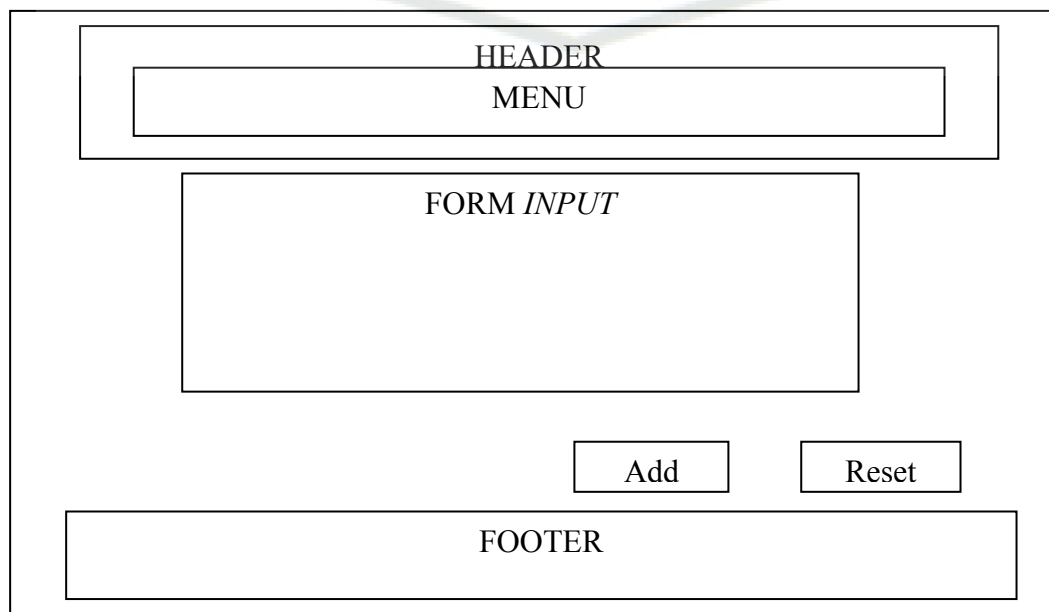 HEADER
MENU
FORM INPUT
Add Reset
FOOTER